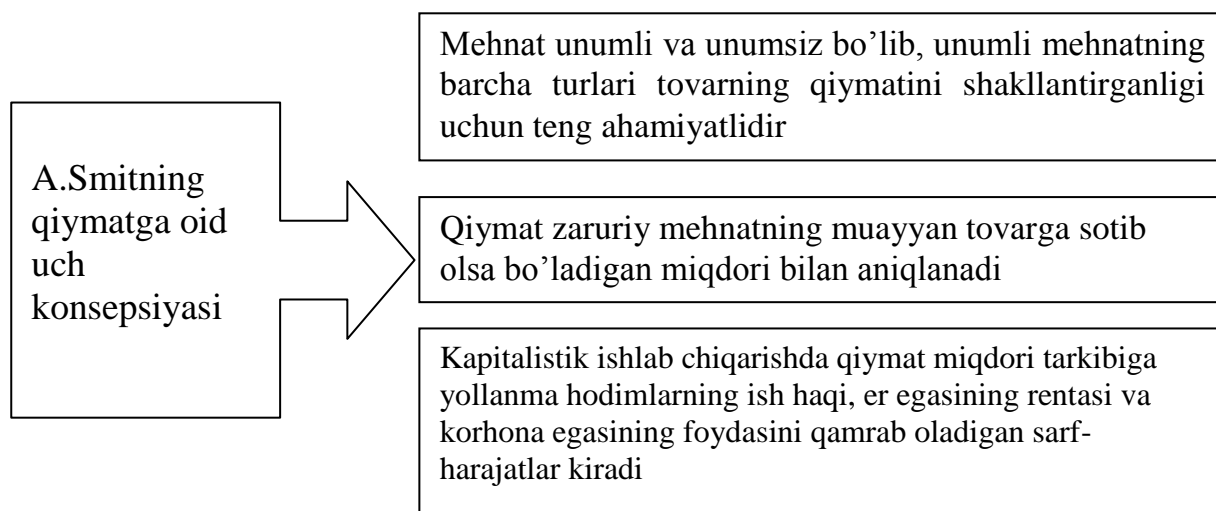 A.Smitning
qiymatga oid
uch
konsepsiyasi
Mehnat unumli va unumsiz bo’lib, unumli mehnatning
barcha turlari tovarning qiymatini shakllantirganligi
uchun teng ahamiyatlidir
Qiymat zaruriy mehnatning muayyan tovarga sotib
olsa bo’ladigan miqdori bilan aniqlanadi
Kapitalistik ishlab chiqarishda qiymat miqdori tarkibiga
yollanma hodimlarning ish haqi, er egasining rentasi va
korhona egasining foydasini qamrab oladigan sarf-
harajatlar kiradi